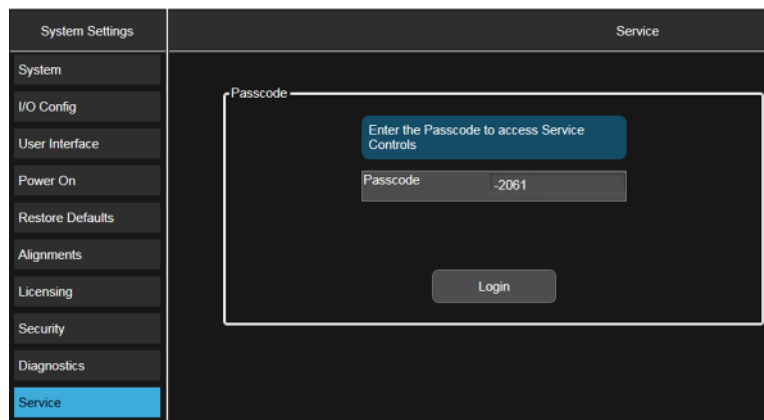 System Settings
Service
System
I/O Config
User Interface
Power On
Restore Defaults
Alignments
Licensing
Security
Diagnostics
Service
Passcode
Enter the Passcode to access Service
Controls
Passcode -2061
Login